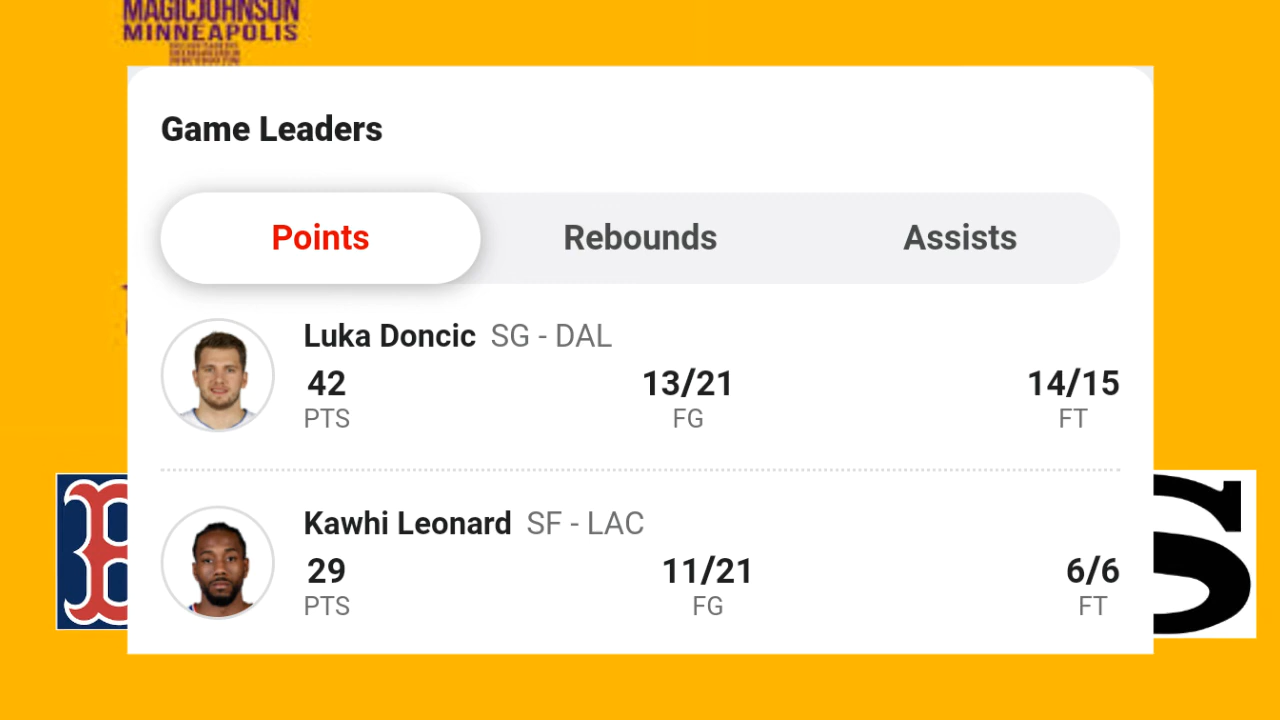 MAGICJOHNSON
MINNEAPOLIS
Game Leaders
Points Rebounds Assists
Luka Doncic SG - DAL
42 13/21 14/15
PTS FG FT
Kawhi Leonard SF - LAC
29 11/21 6/6
PTS FG FT